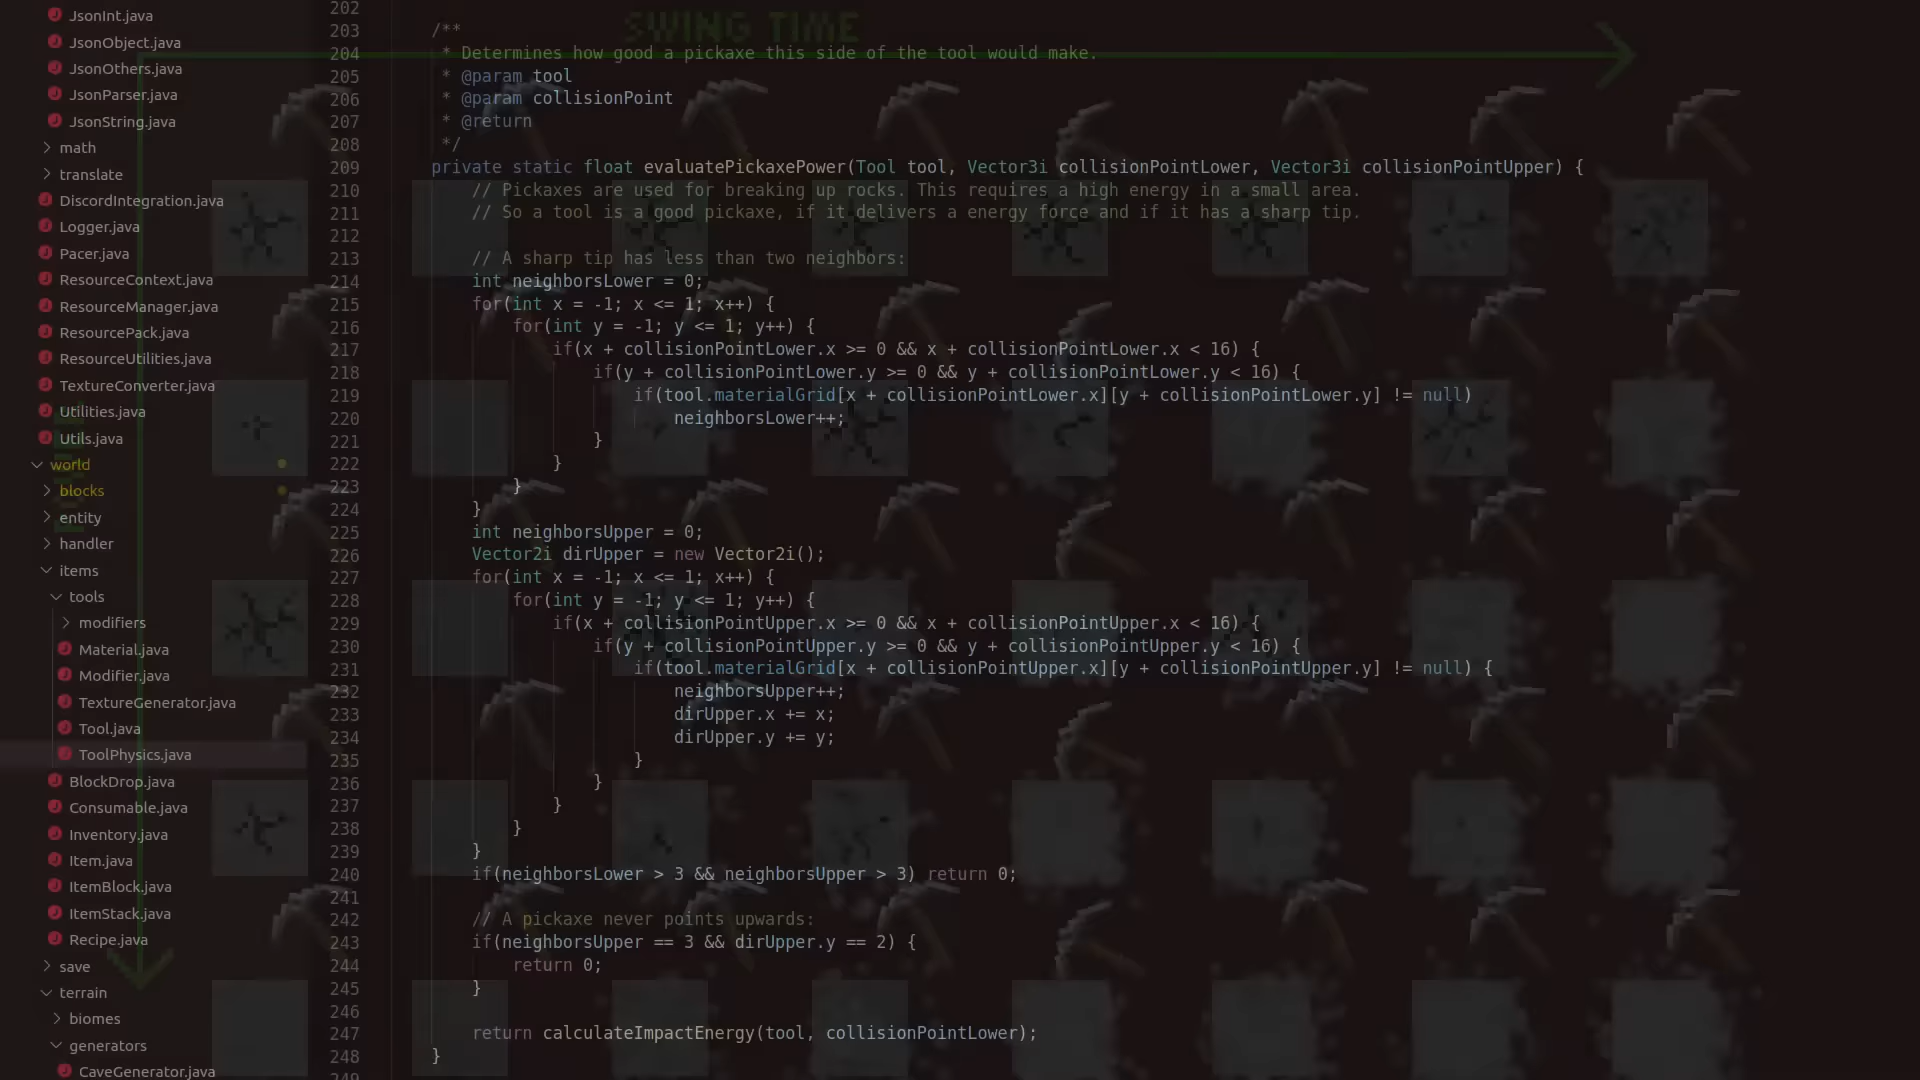 SWING TIME
JsonInt.java
JsonObject.java
JsonOthers.java
JsonParser.java
JsonString.java
math
translate
DiscordIntegration.java
Logger.java
Pacer.java
ResourceContext.java
ResourceManager.java
ResourcePack.java
ResourceUtilities.java
TextureConverter.java
Utilities.java
Utils.java
world
blocks
entity
handler
items
tools
modifiers
Material.java
Modifier.java
TextureGenerator.java
Tool.java
ToolPhysics.java
BlockDrop.java
Consumable.java
Inventory.java
Item.java
ItemBlock.java
ItemStack.java
Recipe.java
save
terrain
biomes
generators
CaveGenerator.java
202
203 /**
204 * Determines how good a pickaxe this side of the tool would make.
205 * @param tool
206 * @param collisionPoint
207 * @return
208 */
209 private static float evaluatePickaxePower(Tool tool, Vector3i collisionPointLower, Vector3i collisionPointUpper) {
210 // Pickaxes are used for breaking up rocks. This requires a high energy in a small area.
211 // So a tool is a good pickaxe, if it delivers a energy force and if it has a sharp tip.
212
213 // A sharp tip has less than two neighbors:
214 int neighborsLower = 0;
215 for(int x = -1; x <= 1; x++) {
216 for(int y = -1; y <= 1; y++) {
217 if(x + collisionPointLower.x >= 0 && x + collisionPointLower.x < 16) {
218 if(y + collisionPointLower.y >= 0 && y + collisionPointLower.y < 16) {
219 if(tool.materialGrid[x + collisionPointLower.x][y + collisionPointLower.y] != null)
220 neighborsLower++;
221 }
222 }
223 }
224 }
225 int neighborsUpper = 0;
226 Vector2i dirUpper = new Vector2i();
227 for(int x = -1; x <= 1; x++) {
228 for(int y = -1; y <= 1; y++) {
229 if(x + collisionPointUpper.x >= 0 && x + collisionPointUpper.x < 16) {
230 if(y + collisionPointUpper.y >= 0 && y + collisionPointUpper.y < 16) {
231 if(tool.materialGrid[x + collisionPointUpper.x][y + collisionPointUpper.y] != null) {
232 neighborsUpper++;
233 dirUpper.x += x;
234 dirUpper.y += y;
235 }
236 }
237 }
238 }
239 }
240 if(neighborsLower > 3 && neighborsUpper > 3) return 0;
241
242 // A pickaxe never points upwards:
243 if(neighborsUpper == 3 && dirUpper.y == 2) {
244 return 0;
245 }
246
247 return calculateImpactEnergy(tool, collisionPointLower);
248 }
249